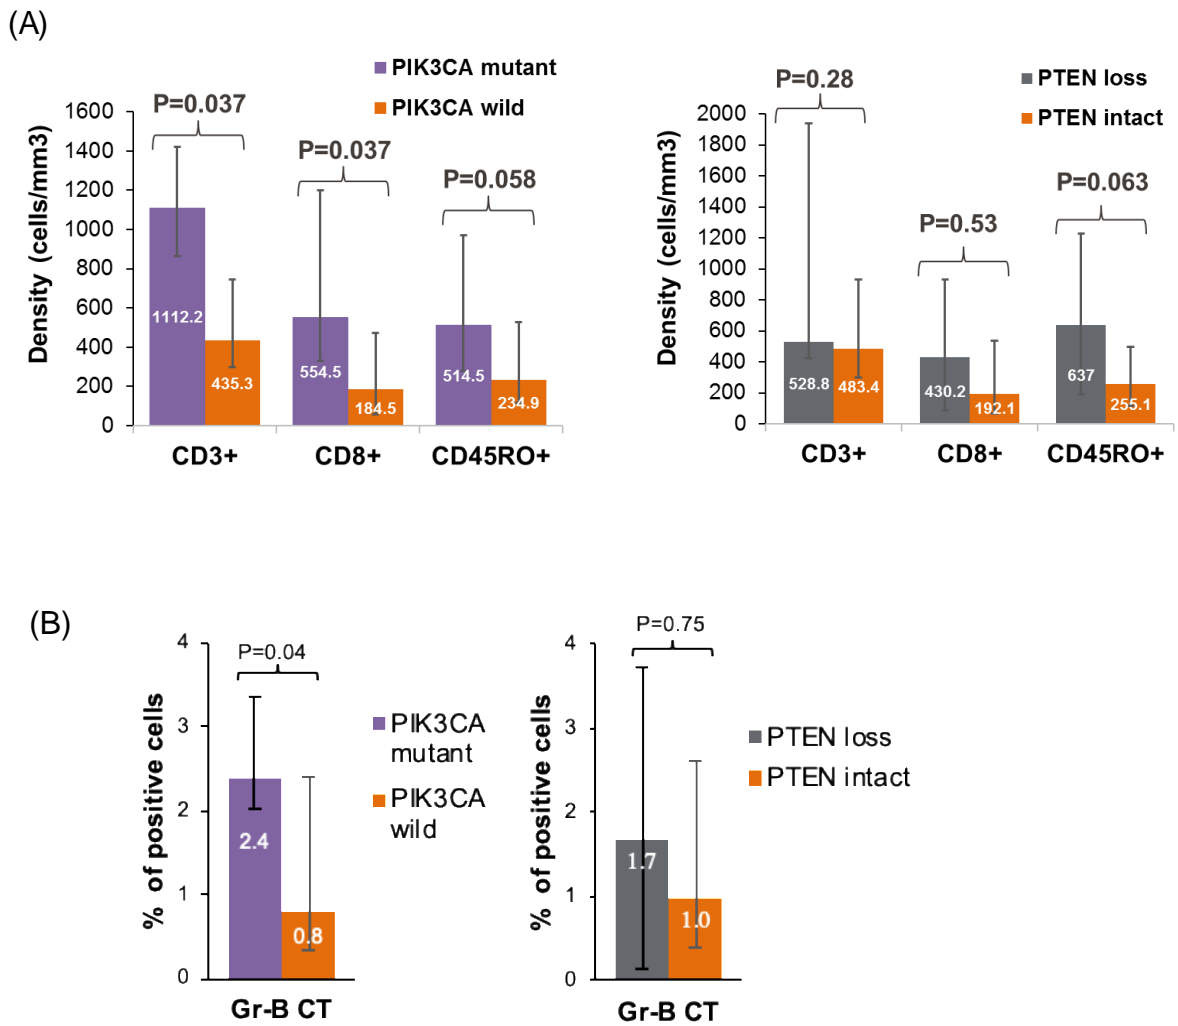 (A)
PIK3CA mutant
PIK3CA wild
P=0.037
P=0.037
P=0.058
Density (cells/mm3)
1600
1400
1200
1000
800
600
400
200
0
1112.2
435.3
554.5
184.5
514.5
234.9
CD3+
CD8+
CD45RO+
PTEN loss
PTEN intact
P=0.28
P=0.53
P=0.063
Density (cells/mm3)
2000
1800
1600
1400
1200
1000
800
600
400
200
0
528.8
483.4
430.2
192.1
637
255.1
CD3+
CD8+
CD45RO+
(B)
P=0.04
% of positive cells
4
3
2
1
0
2.4
0.8
Gr-B CT
PIK3CA
mutant
PIK3CA
wild
P=0.75
% of positive cells
4
3
2
1
0
1.7
1.0
Gr-B CT
PTEN loss
PTEN intact